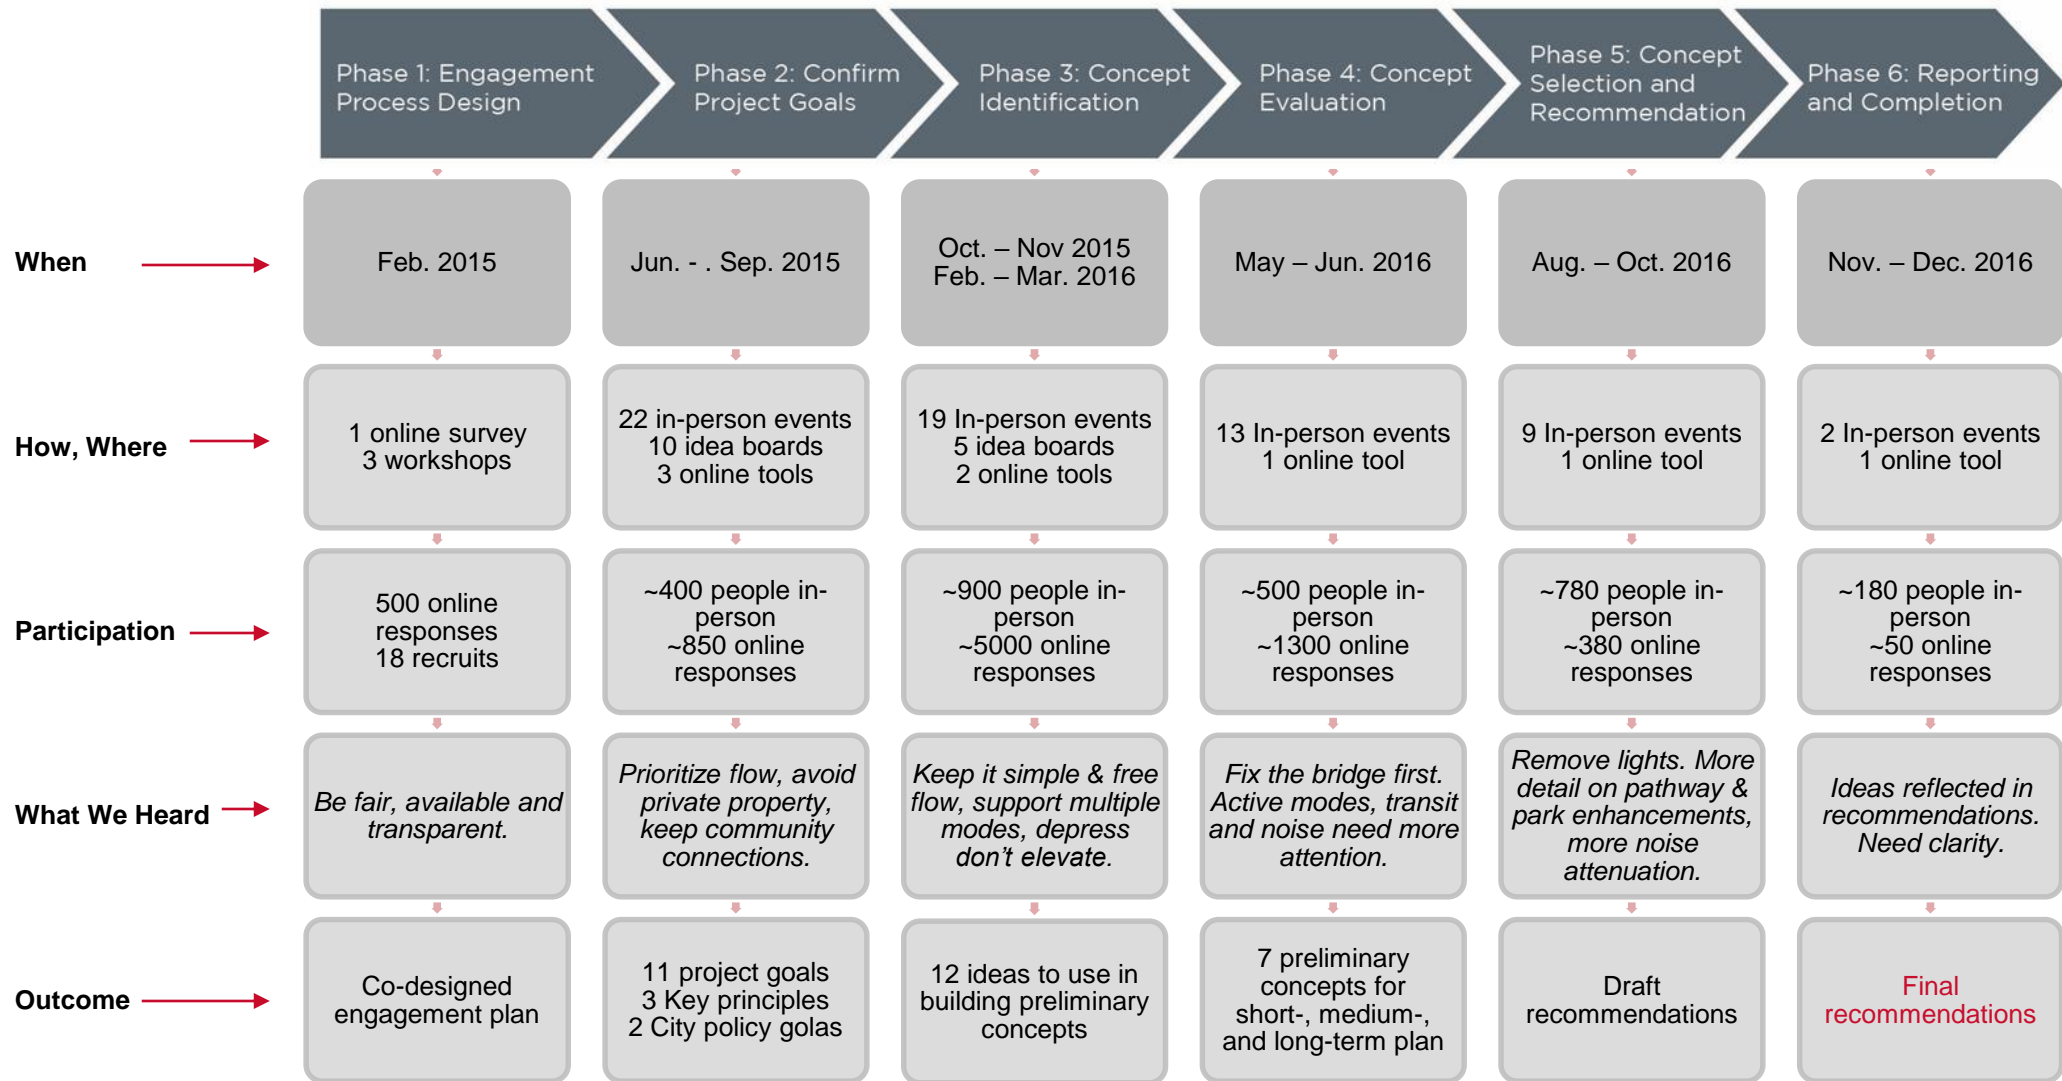 Phase 1: Engagement
Process Design
Phase 2: Confirm
Project Goals
Phase 3: Concept
Identification
Phase 4: Concept
Evaluation
Phase 5: Concept
Selection and
Recommendation
Phase 6: Reporting
and Completion
When
Feb. 2015
Jun. - . Sep. 2015
Oct. – Nov 2015
Feb. – Mar. 2016
May – Jun. 2016
Aug. – Oct. 2016
Nov. – Dec. 2016
How, Where
1 online survey
3 workshops
22 in-person events
10 idea boards
3 online tools
19 In-person events
5 idea boards
2 online tools
13 In-person events
1 online tool
9 In-person events
1 online tool
2 In-person events
1 online tool
Participation
500 online
responses
18 recruits
~400 people in-
person
~850 online
responses
~900 people in-
person
~5000 online
responses
~500 people in-
person
~1300 online
responses
~780 people in-
person
~380 online
responses
~180 people in-
person
~50 online
responses
What We Heard
Be fair, available and
transparent.
Prioritize flow, avoid
private property,
keep community
connections.
Keep it simple & free
flow, support multiple
modes, depress
don’t elevate.
Fix the bridge first.
Active modes, transit
and noise need more
attention.
Remove lights. More
detail on pathway &
park enhancements,
more noise
attenuation.
Ideas reflected in
recommendations.
Need clarity.
Outcome
Co-designed
engagement plan
11 project goals
3 Key principles
2 City policy golas
12 ideas to use in
building preliminary
concepts
7 preliminary
concepts for
short-, medium-,
and long-term plan
Draft
recommendations
Final
recommendations